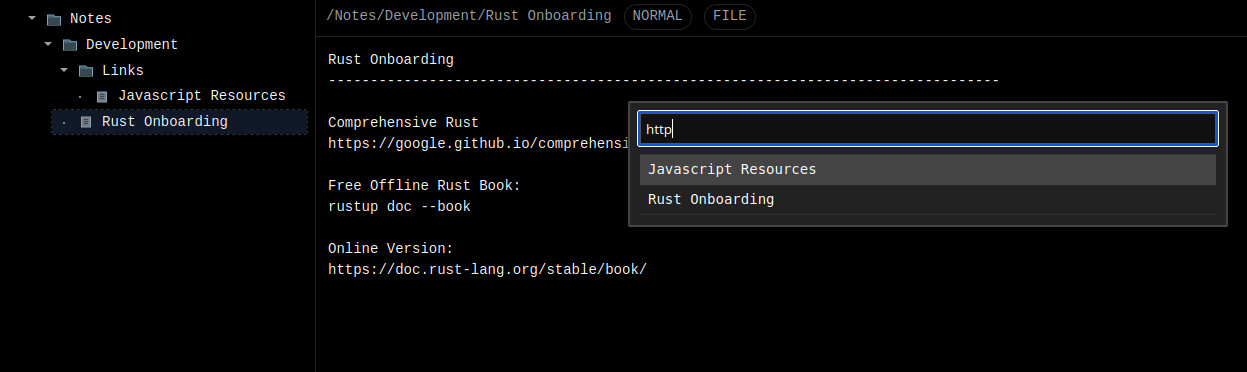 Notes
Development
Links
Javascript Resources
Rust Onboarding
/Notes/Development/Rust Onboarding NORMAL FILE
Rust Onboarding
--------------------------------------------------------------------------------
Comprehensive Rust
https://google.github.io/comprehensi
Free Offline Rust Book:
rustup doc --book
Online Version:
https://doc.rust-lang.org/stable/book/
http
Javascript Resources
Rust Onboarding